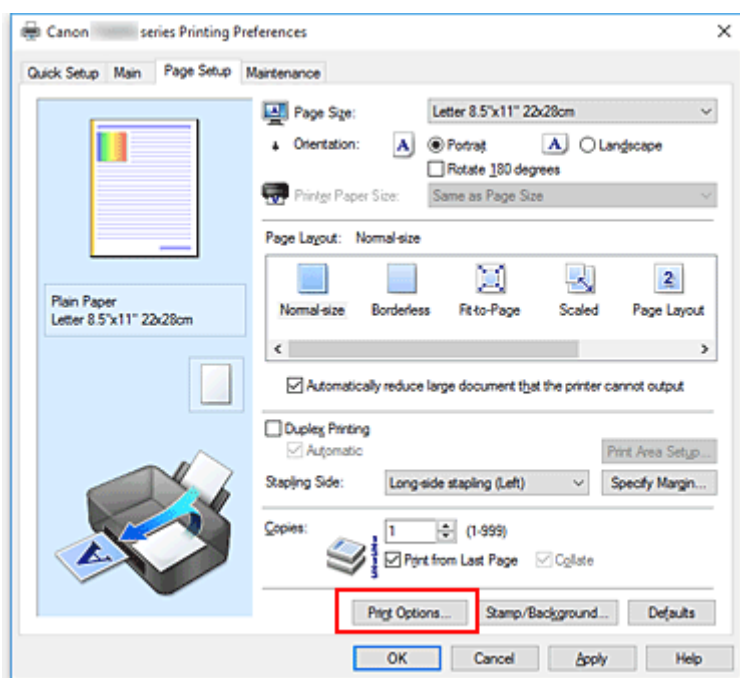 Canon series Printing Preferences
Quick Setup Main Page Setup Maintenance
Page Size: Letter 8.5"x11" 22x28cm
Orientation: A Portrait A Landscape
Rotate 180 degrees
Printer Paper Size: Same as Page Size
Page Layout: Normal-size
2
Normal-size Borderless Fit-to-Page Scaled Page Layout
Plain Paper
Letter 8.5"x11" 22x28cm
Automatically reduce large document that the printer cannot output
Duplex Printing
Automatic Print Area Setup...
Stapling Side: Long-side stapling (Left) Specify Margin...
Copies: 1 (1-999)
Print from Last Page Collate
A
Print Options... Stamp/Background... Defaults
OK Cancel Apply Help